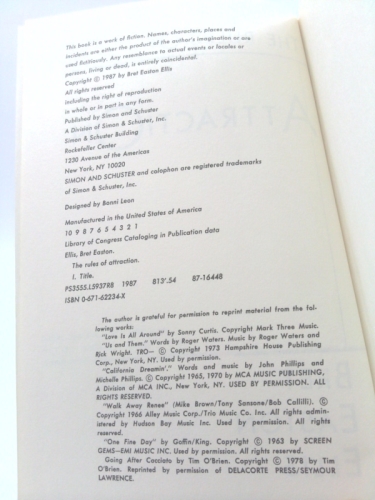 This book is a work of fiction. Names, characters, places and
incidents are either the product of the author's imagination or are
used fictitiously. Any resemblance to actual events or locales or
persons, living or dead, is entirely coincidental.
Copyright © 1987 by Bret Easton Ellis
All rights reserved
including the right of reproduction
in whole or in part in any form.
Published by Simon and Schuster
A Division of Simon & Schuster, Inc.
Simon & Schuster Building
Rockefeller Center
1230 Avenue of the Americas
New York, NY 10020
SIMON AND SCHUSTER and colophon are registered trademarks
of Simon & Schuster, Inc.
Designed by Bonni Leon
Manufactured in the United States of America
10 9 8 7 6 5 4 3 2 1
Library of Congress Cataloging in Publication data
Ellis, Bret Easton.
The rules of attraction.
I. Title.
PS3555.L5937R8 1987 813'.54 87-16448
ISBN 0-671-62234-X
The author is grateful for permission to reprint material from the fol-
lowing works:
"Love Is All Around" by Sonny Curtis. Copyright Mark Three Music.
"Us and Them." Words by Roger Waters. Music by Roger Waters and
Rick Wright. TRO— © Copyright 1973 Hampshire House Publishing
Corp., New York, NY. Used by permission.
"California Dreamin'." Words and music by John Phillips and
Michelle Phillips. © Copyright 1965, 1970 by MCA MUSIC PUBLISHING,
A Division of MCA INC., New York, NY. USED BY PERMISSION. ALL
RIGHTS RESERVED.
"Walk Away Renee" (Mike Brown/Tony Sansone/Bob Calilli). ©
Copyright 1966 Alley Music Corp./Trio Music Co. Inc. All rights admin-
istered by Hudson Bay Music Inc. Used by permission. All rights
reserved.
"One Fine Day" by Goffin/King. Copyright © 1963 by SCREEN
GEMS—EMI MUSIC INC. Used by permission. All rights reserved.
Going After Cacciato by Tim O'Brien. Copyright © 1978 by Tim
O'Brien. Reprinted by permission of DELACORTE PRESS/SEYMOUR
LAWRENCE.